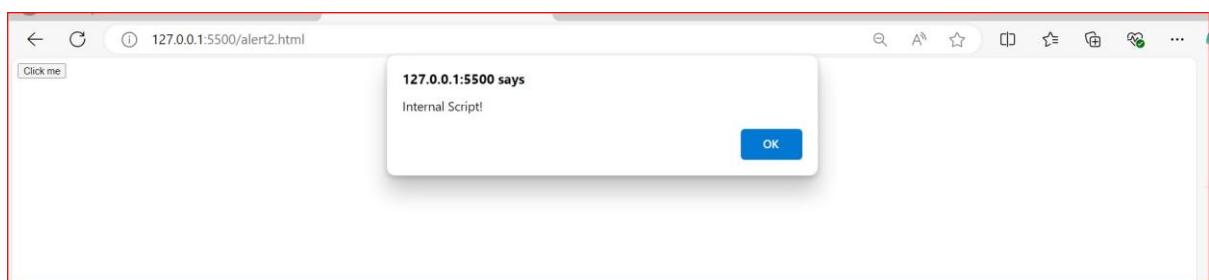 127.0.0.1:5500/alert2.html
Click me
127.0.0.1:5500 says
Internal Script!
OK